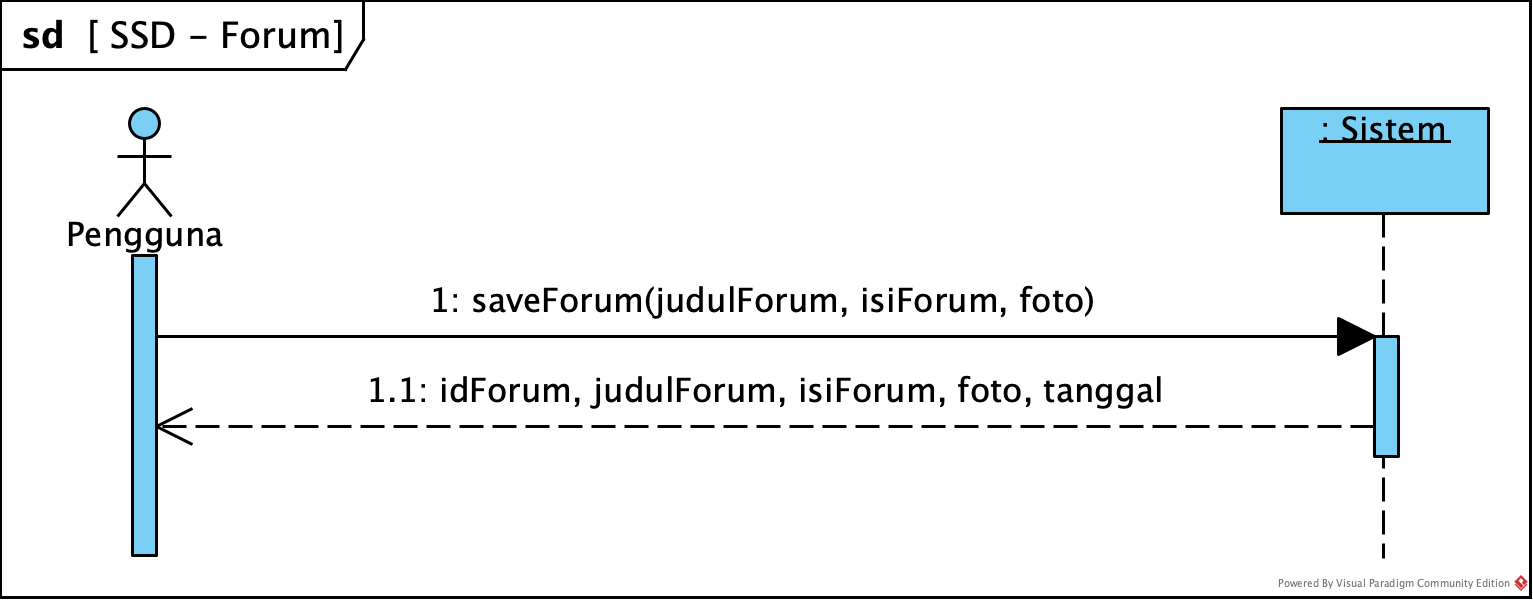 sd [ SSD – Forum]
Pengguna
: Sistem
1: saveForum(judulForum, isiForum, foto)
1.1: idForum, judulForum, isiForum, foto, tanggal
Powered By Visual Paradigm Community Edition